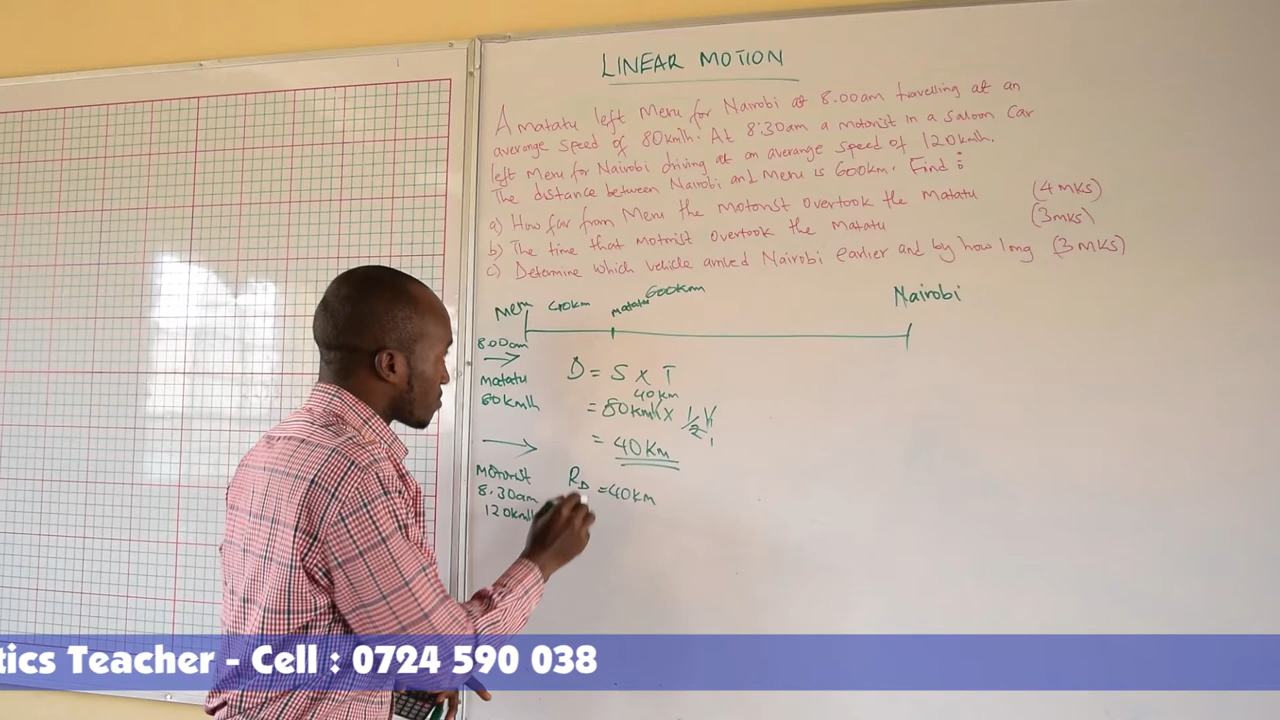 LINEAR MOTION
A matatu left Meru for Nairobi at 8.00am travelling at an
average speed of 80km/h. At 8:30am a motorist in a saloon car
left Meru for Nairobi driving at an average speed of 120km/h.
The distance between Nairobi and Meru is 600km. Find :
a) How far from Meru the Motorist overtook the Matatu (4 mks)
b) The time that motorist overtook the Matatu (3mks)
c) Determine which vehicle arrived Nairobi earlier and by how long (3 mks)
Meru 40km Matatu 600km Nairobi
8.00am
Matatu
80km/h
D = S x T
40km
= 80km/h x 1/2 h
= 40km
Motorist
8.30am
120km/h
RD = 40km
tics Teacher - Cell : 0724 590 038